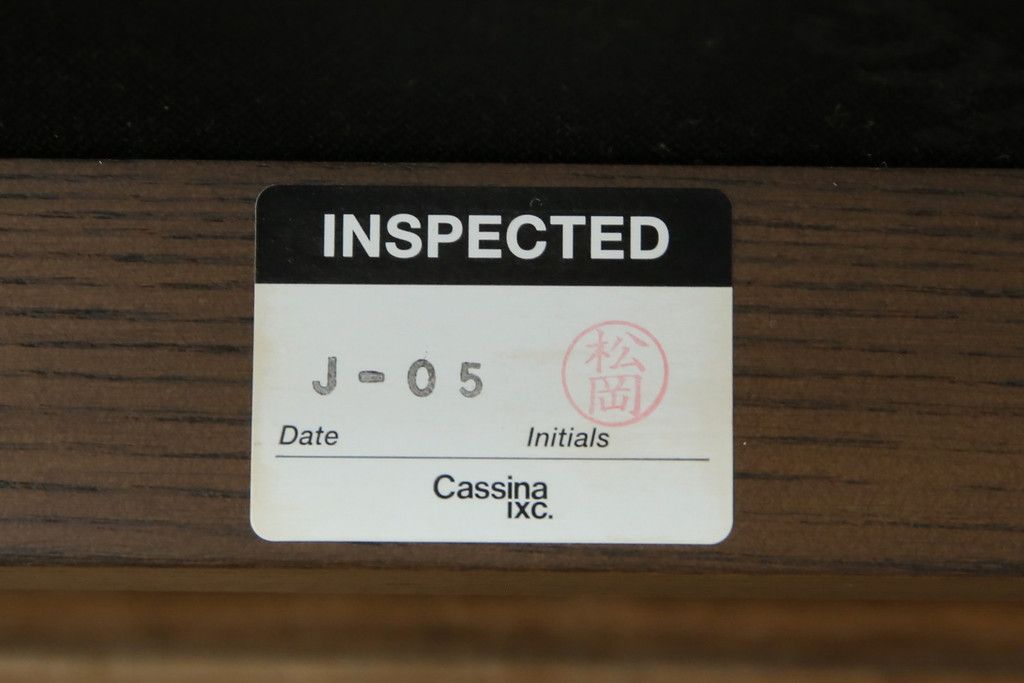 INSPECTED
J-05
松岡
Date
Initials
Cassina
IXC.